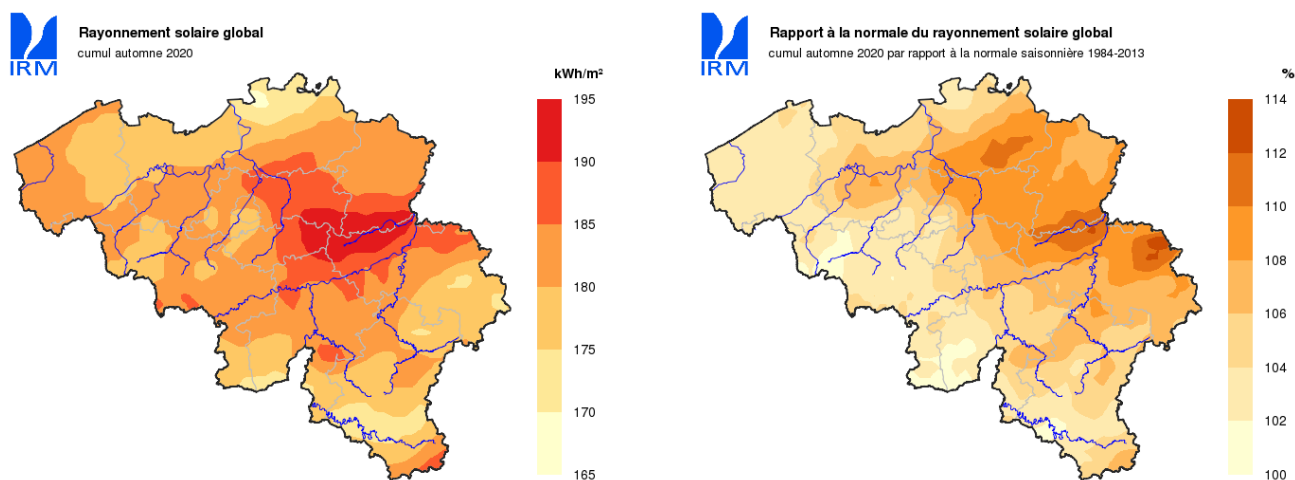 IRM
Rayonnement solaire global
cumul automne 2020
kWh/m²
195
190
185
180
175
170
165
IRM
Rapport à la normale du rayonnement solaire global
cumul automne 2020 par rapport à la normale saisonnière 1984-2013
%
114
112
110
108
106
104
102
100